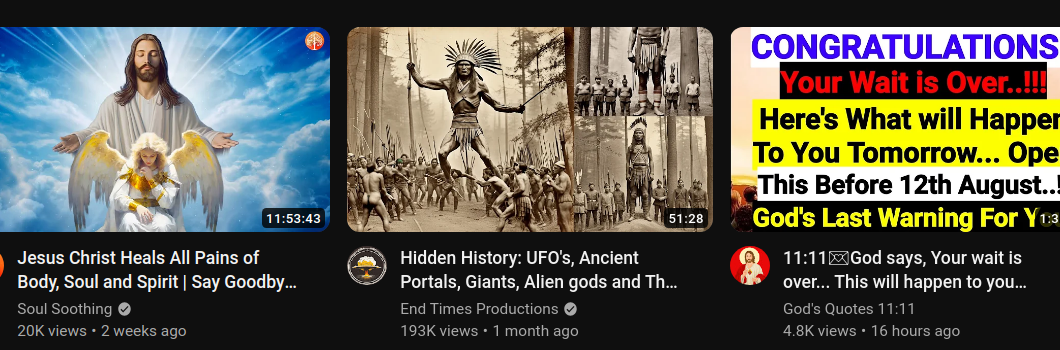 11:53:43
Jesus Christ Heals All Pains of
Body, Soul and Spirit | Say Goodby...
Soul Soothing
20K views • 2 weeks ago
51:28
Hidden History: UFO's, Ancient
Portals, Giants, Alien gods and Th...
End Times Productions
193K views • 1 month ago
CONGRATULATIONS
Your Wait is Over..!!!
Here's What will Happen
To You Tomorrow... Ope
This Before 12th August..!
God's Last Warning For
1:3
11:11✉God says, Your wait is
over... This will happen to you...
God's Quotes 11:11
4.8K views • 16 hours ago